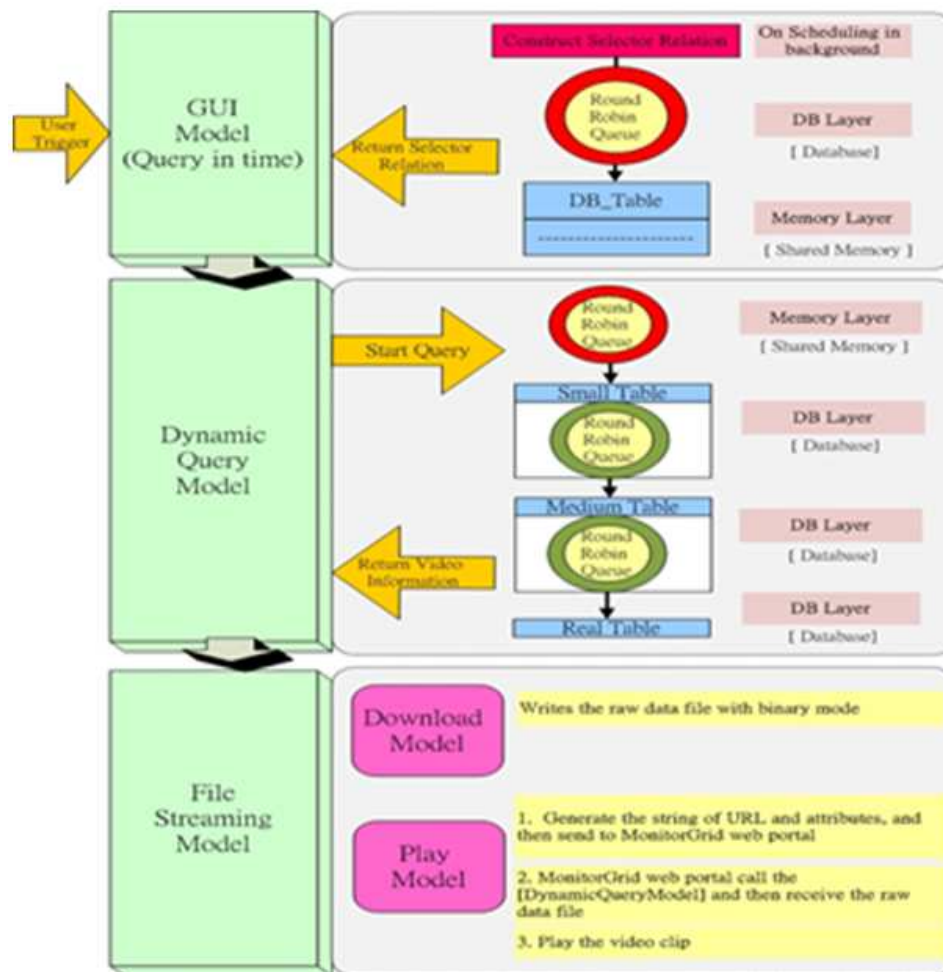 Construct Selector Relation
On Scheduling in
background
User
Trigger
GUI
Model
(Query in time)
Return Selector
Relation
Round
Robin
Queue
DB Layer
[ Database]
DB_Table
--------------------
Memory Layer
[ Shared Memory ]
Dynamic
Query
Model
Start Query
Round
Robin
Queue
Memory Layer
[ Shared Memory ]
Small Table
Round
Robin
Queue
DB Layer
[ Database]
Medium Table
Round
Robin
Queue
DB Layer
[ Database]
Return Video
Information
Real Table
DB Layer
[ Database]
File
Streaming
Model
Download
Model
Writes the raw data file with binary mode
Play
Model
1. Generate the string of URL and attributes, and
then send to MonitorGrid web portal
2. MonitorGrid web portal call the
[DynamicQueryModel] and then receive the raw
data file
3. Play the video clip